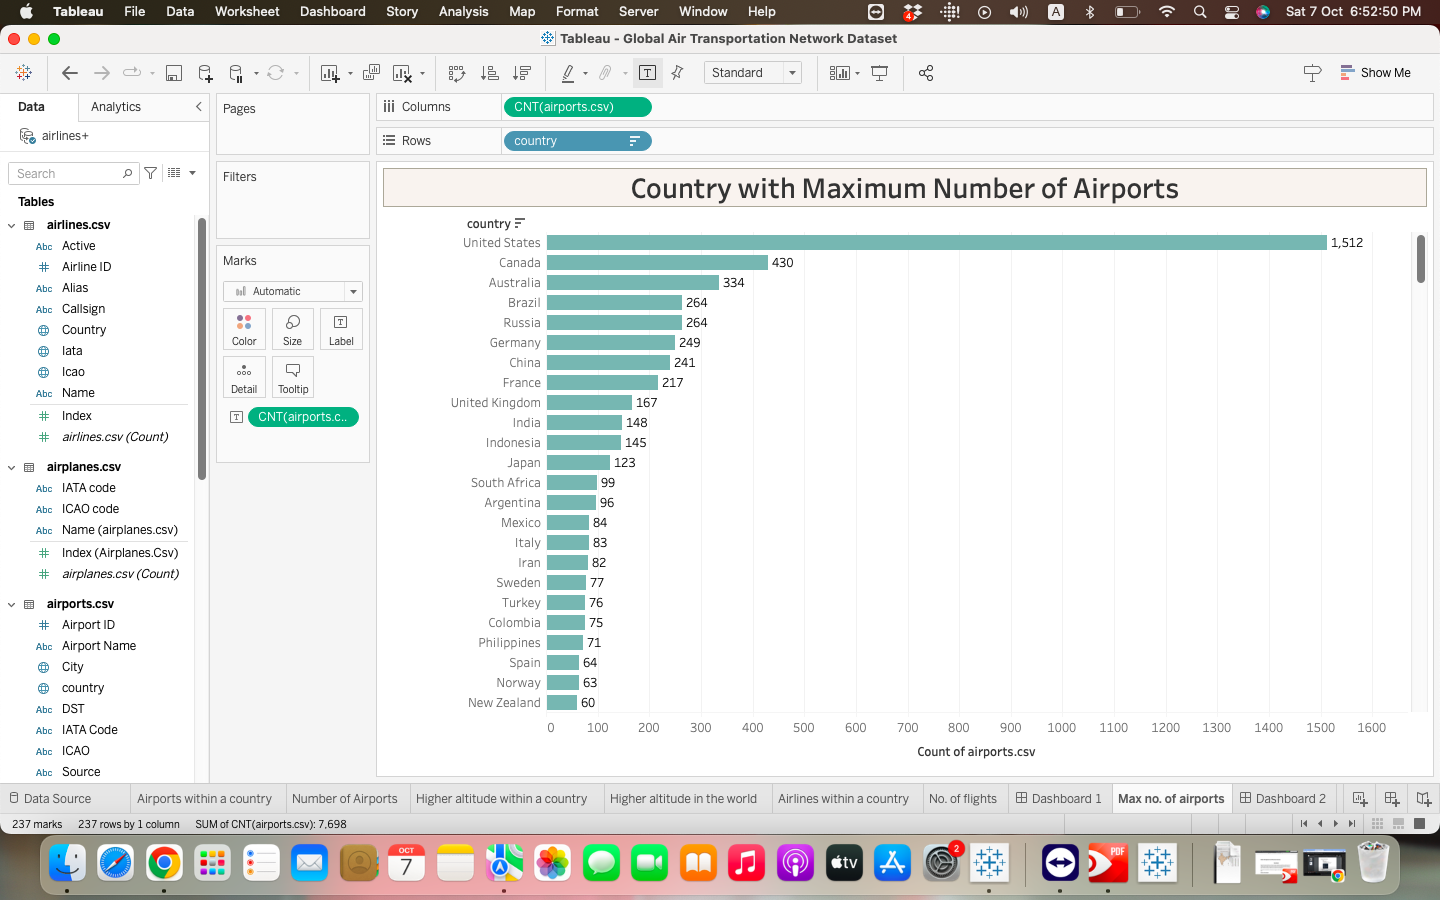 Tableau File Data Worksheet Dashboard Story Analysis Map Format Server Window Help 4 A Sat 7 Oct 6:52:50 PM
Tableau - Global Air Transportation Network Dataset
T Standard Show Me
Data Analytics
airlines+
Search
Tables
airlines.csv
Abc Active
Airline ID
Abc Alias
Abc Callsign
Country
Iata
Icao
Abc Name
Index
airlines.csv (Count)
airplanes.csv
Abc IATA code
Abc ICAO code
Abc Name (airplanes.csv)
Index (Airplanes.Csv)
airplanes.csv (Count)
airports.csv
Airport ID
Abc Airport Name
City
country
Abc DST
Abc IATA Code
Abc ICAO
Abc Source
Pages
Filters
Marks
Automatic
Color Size Label
Detail Tooltip
CNT(airports.c..
Columns CNT(airports.csv)
Rows country
Country with Maximum Number of Airports
country
United States 1,512
Canada 430
Australia 334
Brazil 264
Russia 264
Germany 249
China 241
France 217
United Kingdom 167
India 148
Indonesia 145
Japan 123
South Africa 99
Argentina 96
Mexico 84
Italy 83
Iran 82
Sweden 77
Turkey 76
Colombia 75
Philippines 71
Spain 64
Norway 63
New Zealand 60
0 100 200 300 400 500 600 700 800 900 1000 1100 1200 1300 1400 1500 1600
Count of airports.csv
Data Source Airports within a country Number of Airports Higher altitude within a country Higher altitude in the world Airlines within a country No. of flights Dashboard 1 Max no. of airports Dashboard 2
237 marks 237 rows by 1 column SUM of CNT(airports.csv): 7,698
OCT
7
tv
2
PDF